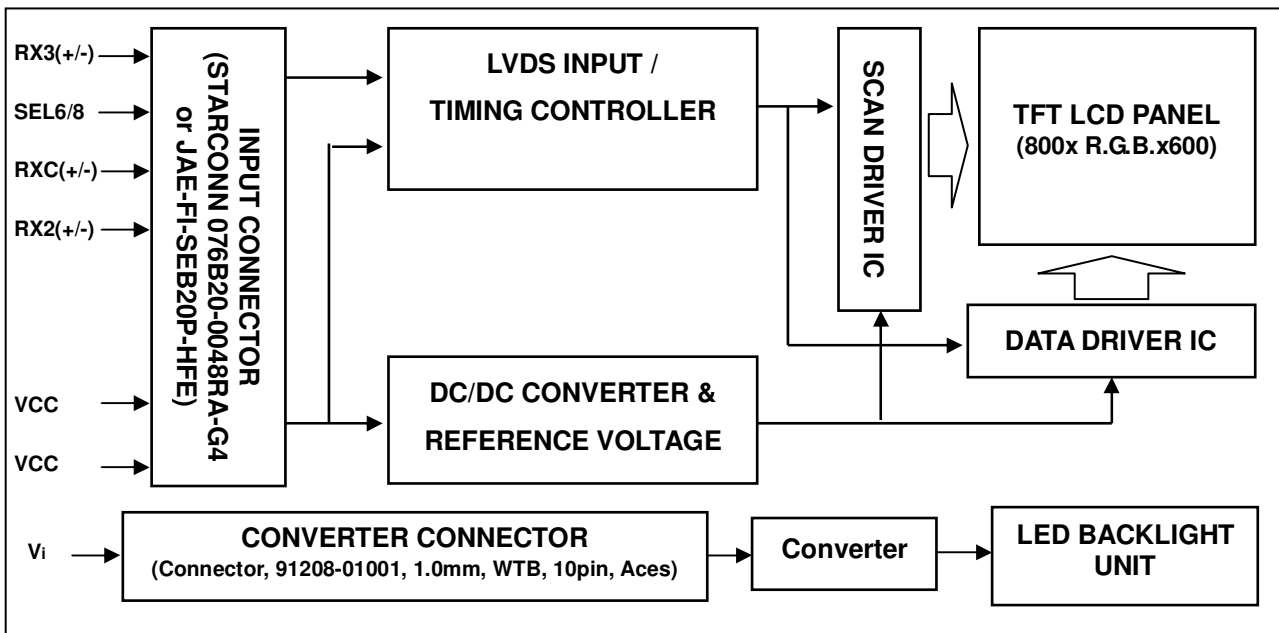 RX3(+/-)
SEL6/8
RXC(+/-)
RX2(+/-)
VCC
VCC
INPUT CONNECTOR
(STARCONN 076B20-0048RA-G4
or JAE-FI-SEB20P-HFE)
LVDS INPUT /
TIMING CONTROLLER
DC/DC CONVERTER &
REFERENCE VOLTAGE
SCAN DRIVER IC
TFT LCD PANEL
(800x R.G.B.x600)
DATA DRIVER IC
Vi
CONVERTER CONNECTOR
(Connector, 91208-01001, 1.0mm, WTB, 10pin, Aces)
Converter
LED BACKLIGHT
UNIT